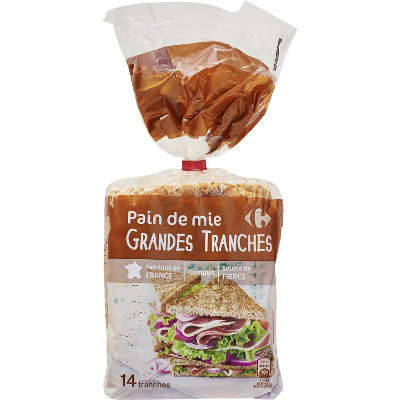 Pain de mie
GRANDES TRANCHES
Fabriqué en
FRANCE
Complet
Source de
FIBRES
14 tranches